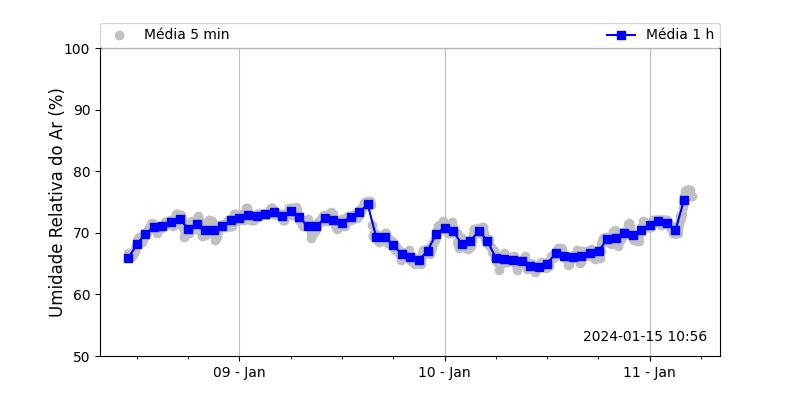 Média 5 min
Média 1 h
Umidade Relativa do Ar (%)
100
90
80
70
60
50
2024-01-15 10:56
09 - Jan
10 - Jan
11 - Jan